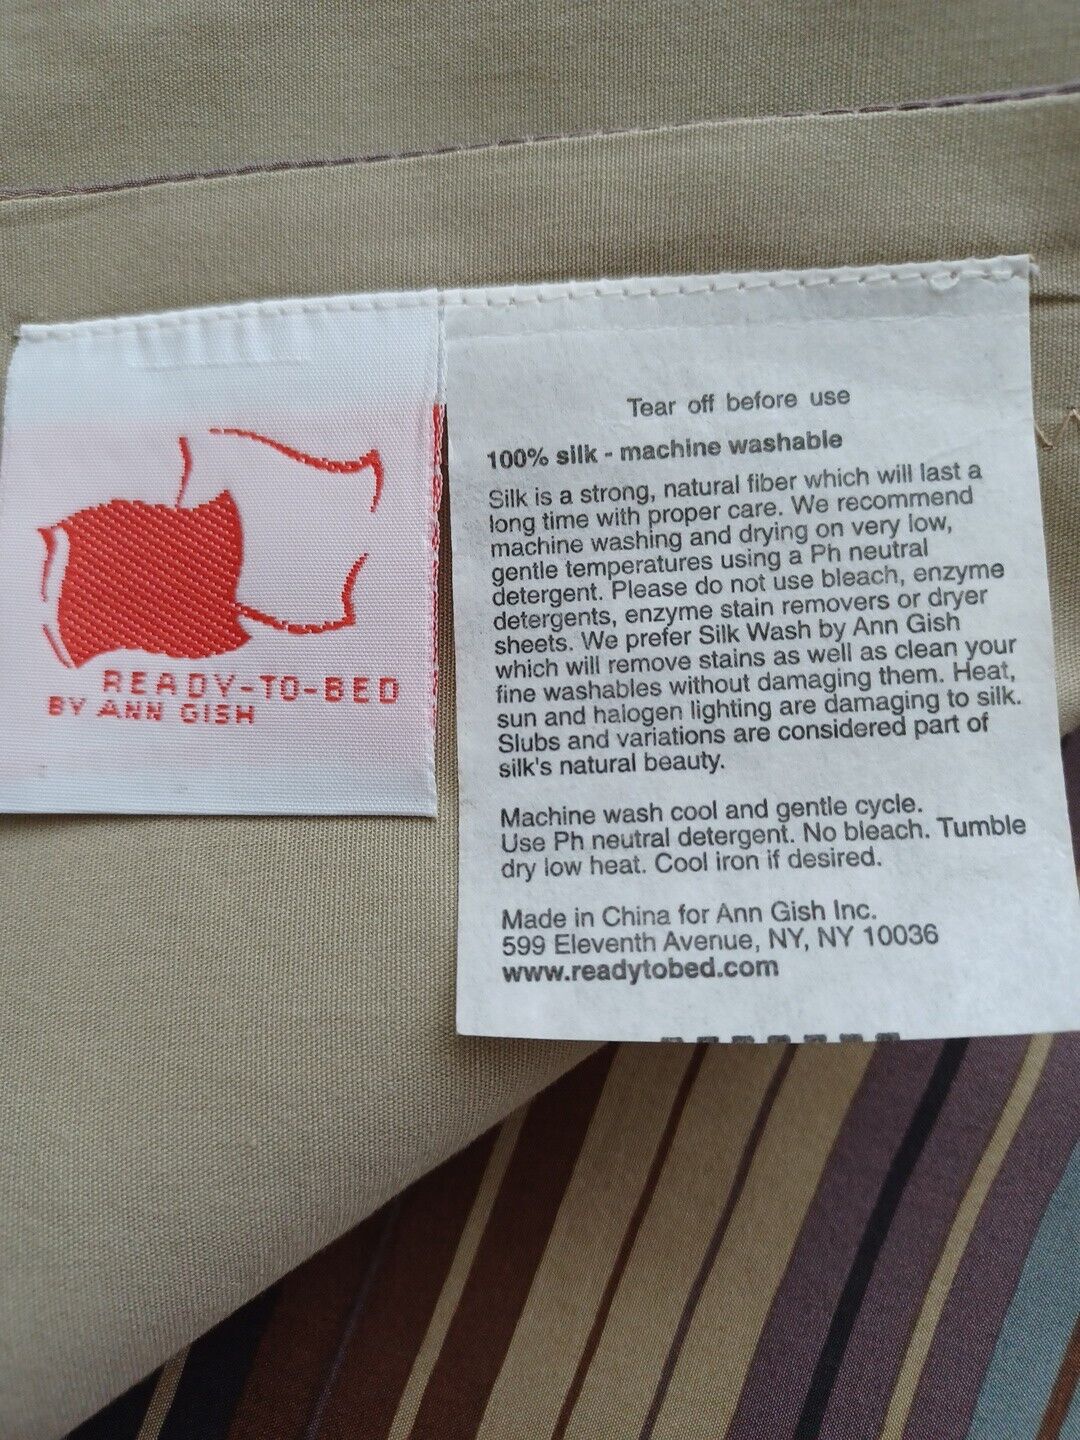 READY-TO-BED
BY ANN GISH
Tear off before use
100% silk - machine washable
Silk is a strong, natural fiber which will last a
long time with proper care. We recommend
machine washing and drying on very low,
gentle temperatures using a Ph neutral
detergent. Please do not use bleach, enzyme
detergents, enzyme stain removers or dryer
sheets. We prefer Silk Wash by Ann Gish
which will remove stains as well as clean your
fine washables without damaging them. Heat,
sun and halogen lighting are damaging to silk.
Slubs and variations are considered part of
silk's natural beauty.
Machine wash cool and gentle cycle.
Use Ph neutral detergent. No bleach. Tumble
dry low heat. Cool iron if desired.
Made in China for Ann Gish Inc.
599 Eleventh Avenue, NY, NY 10036
www.readytobed.com